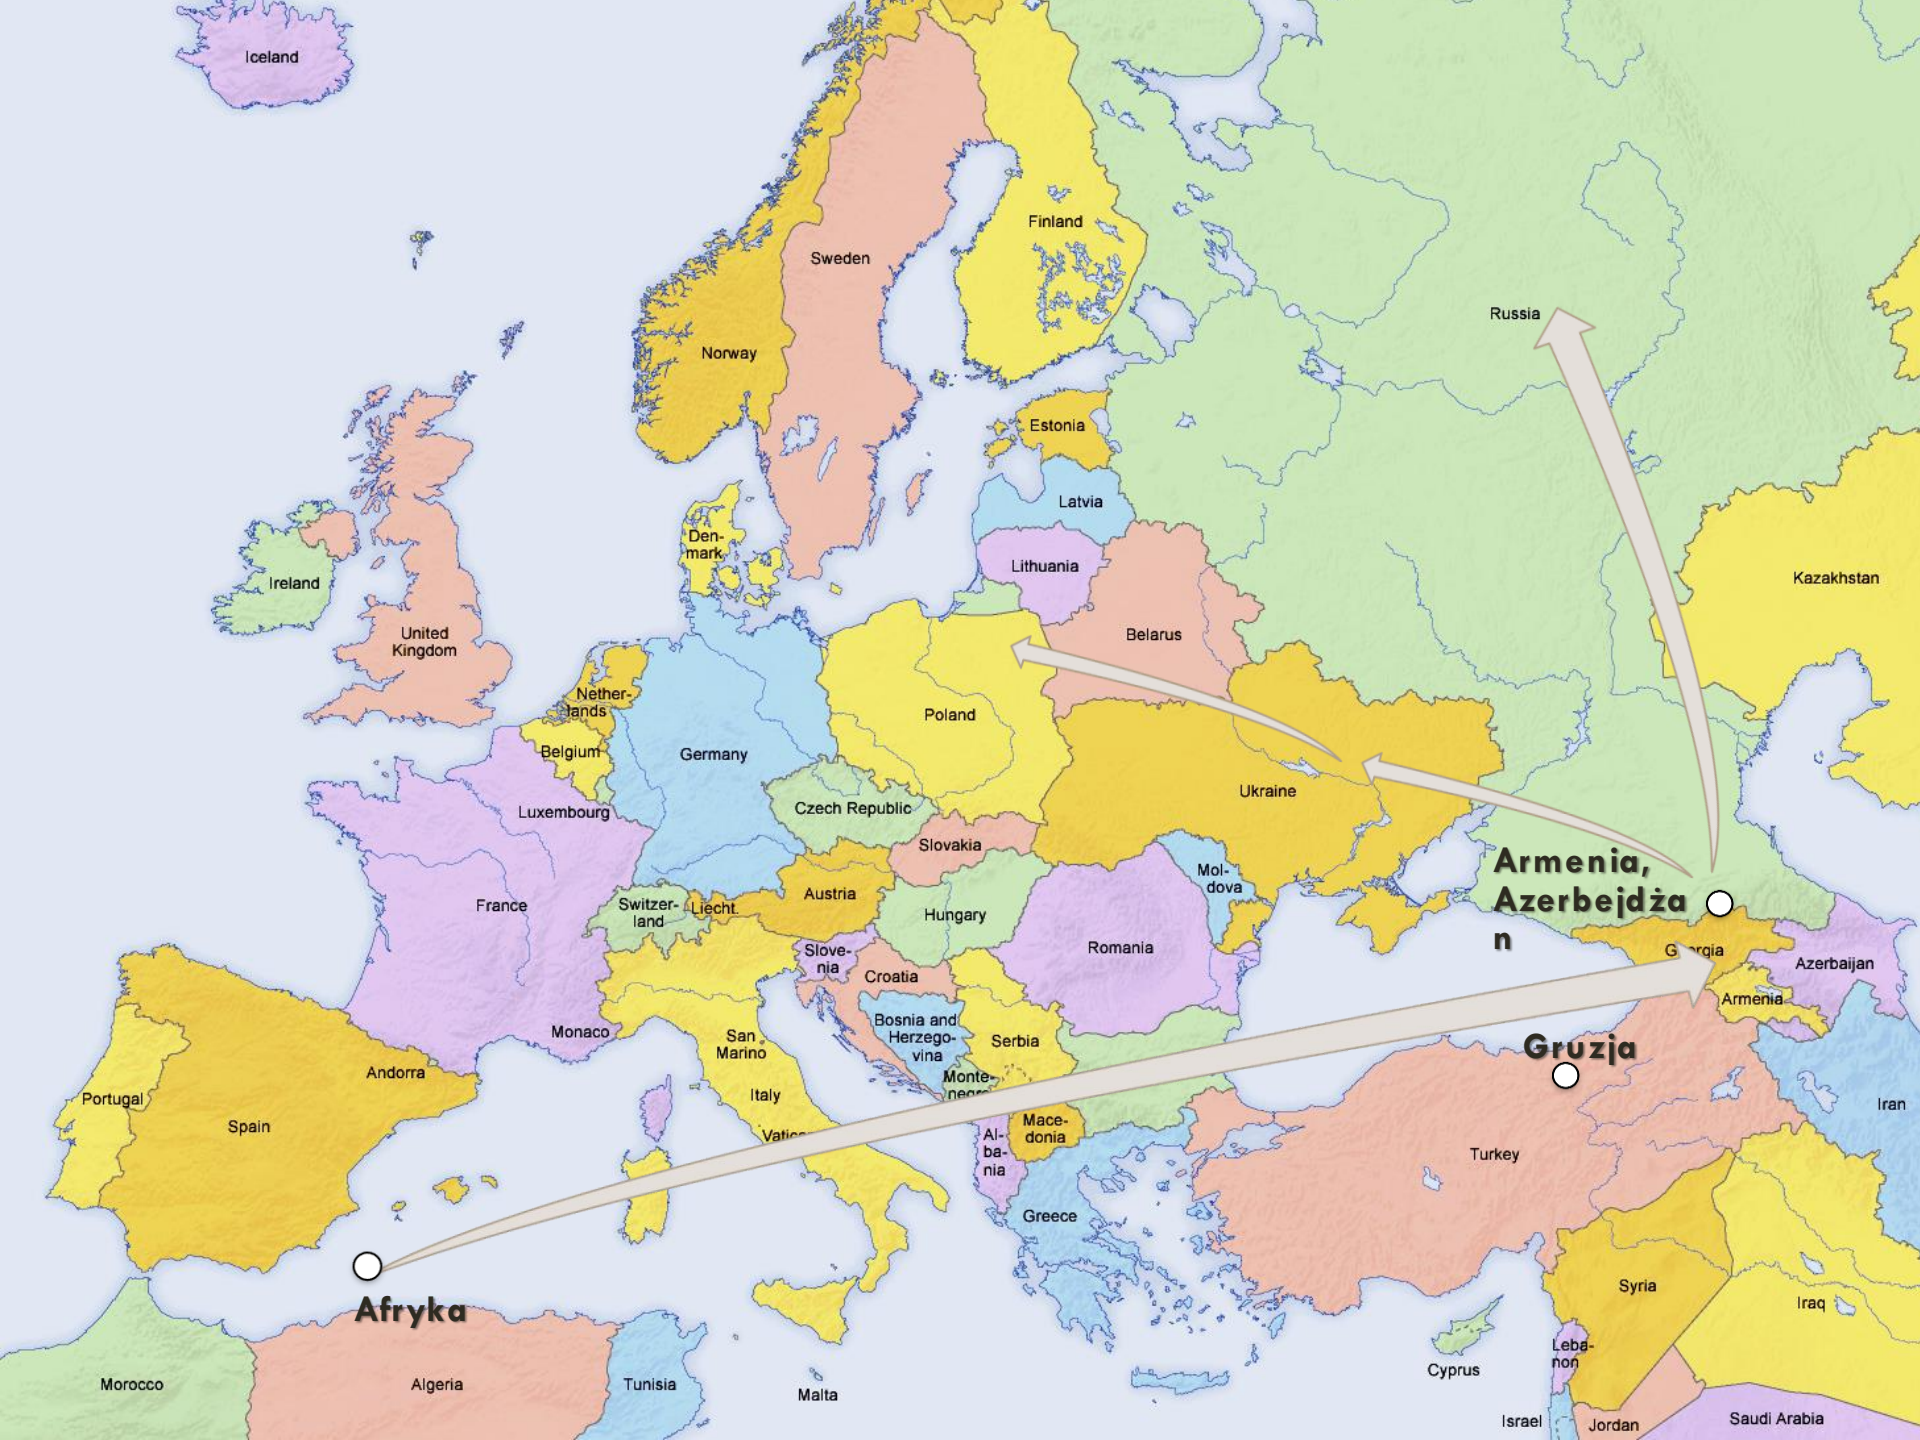 Iceland
Finland
Sweden
Russia
Norway
Estonia
Latvia
Den-
mark
Lithuania
Kazakhstan
Ireland
Belarus
United
Kingdom
Nether-
lands
Poland
Belgium
Germany
Ukraine
Czech Republic
Luxembourg
Slovakia
Armenia,
Azerbejdża
n
Mol-
dova
Austria
France
Switzer-
land
Liecht.
Hungary
Romania
Slove-
nia
Croatia
Azerbaijan
Armenia
Bosnia and
Herzego-
vina
Monaco
San
Marino
Serbia
Gruzja
Andorra
Monte-
Portugal
Italy
Iran
Spain
Mace-
donia
Al-
ba-
nia
Turkey
Greece
Syria
Iraq
Afryka
Leba-
non
Cyprus
Morocco
Algeria
Tunisia
Malta
Israel
Jordan
Saudi Arabia